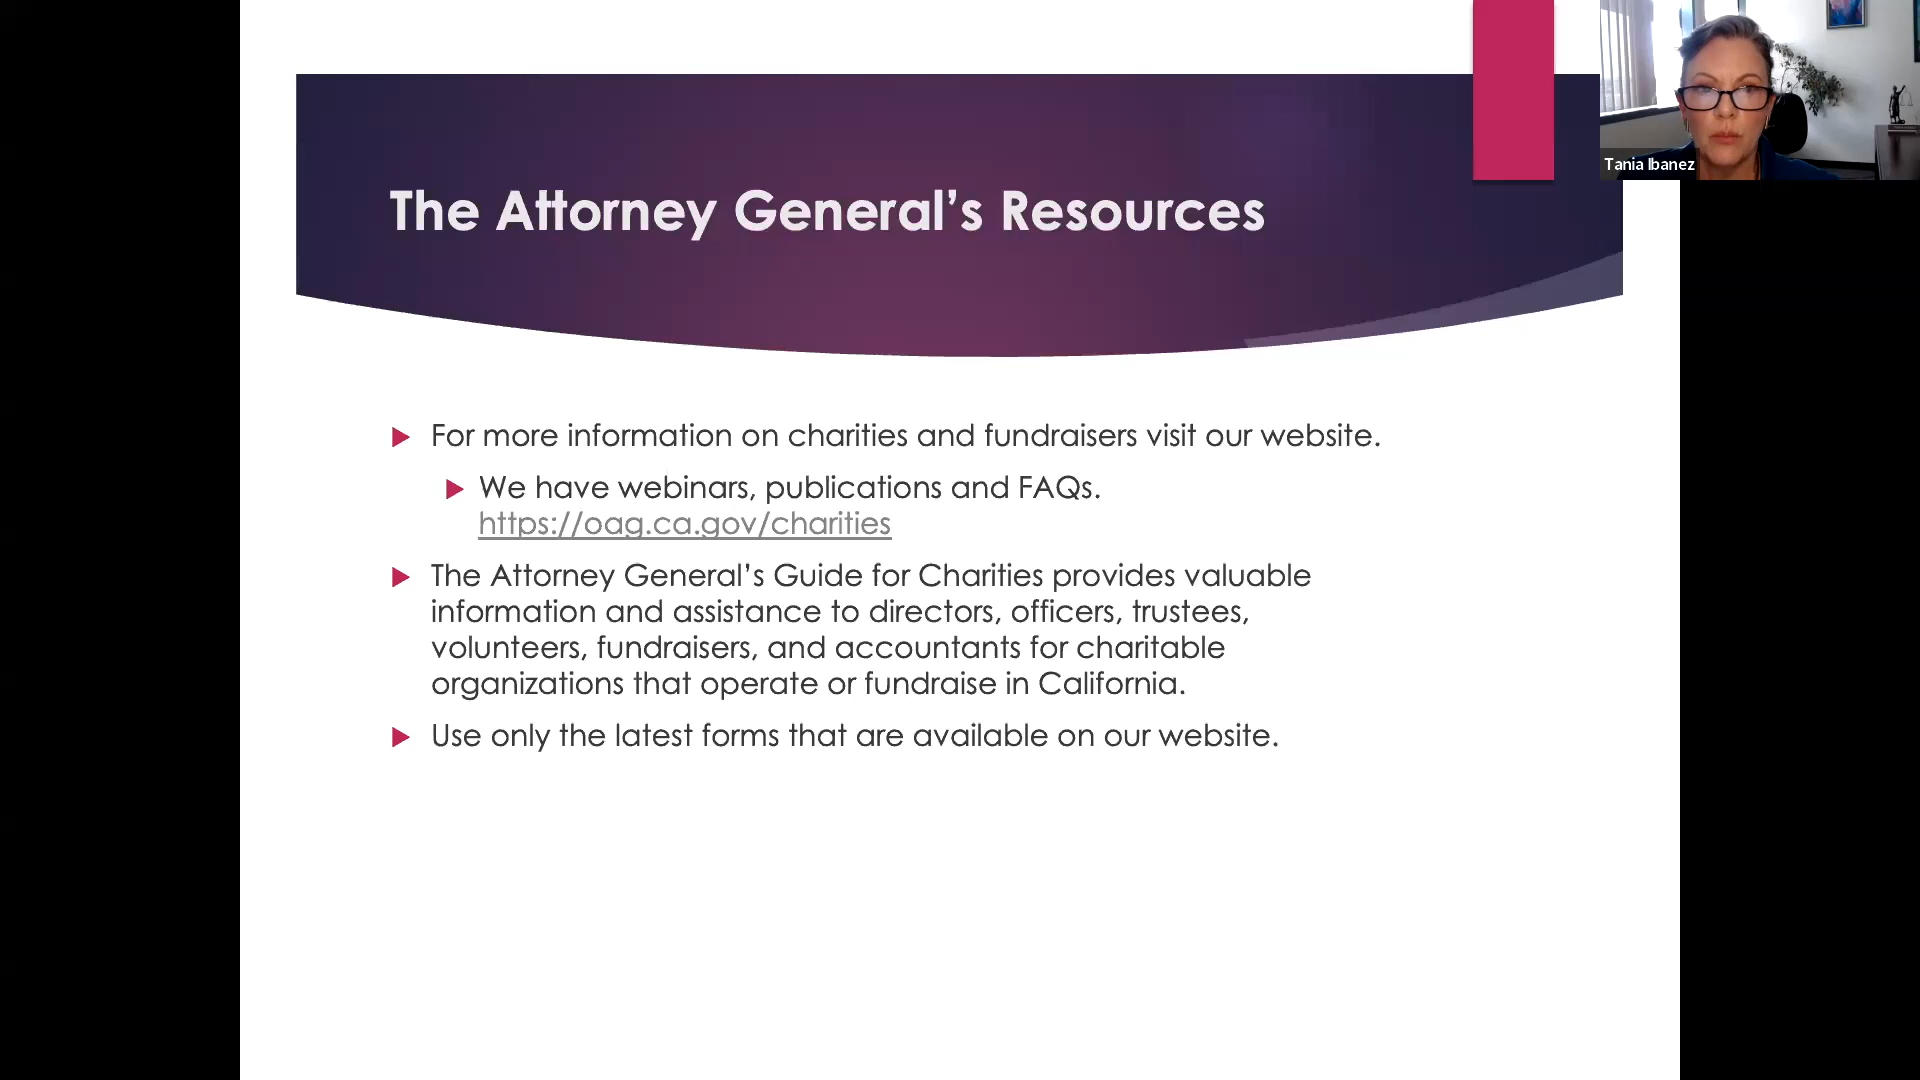 The Attorney General’s Resources
Tania Ibanez
For more information on charities and fundraisers visit our website.
We have webinars, publications and FAQs.
https://oag.ca.gov/charities
The Attorney General’s Guide for Charities provides valuable
information and assistance to directors, officers, trustees,
volunteers, fundraisers, and accountants for charitable
organizations that operate or fundraise in California.
Use only the latest forms that are available on our website.